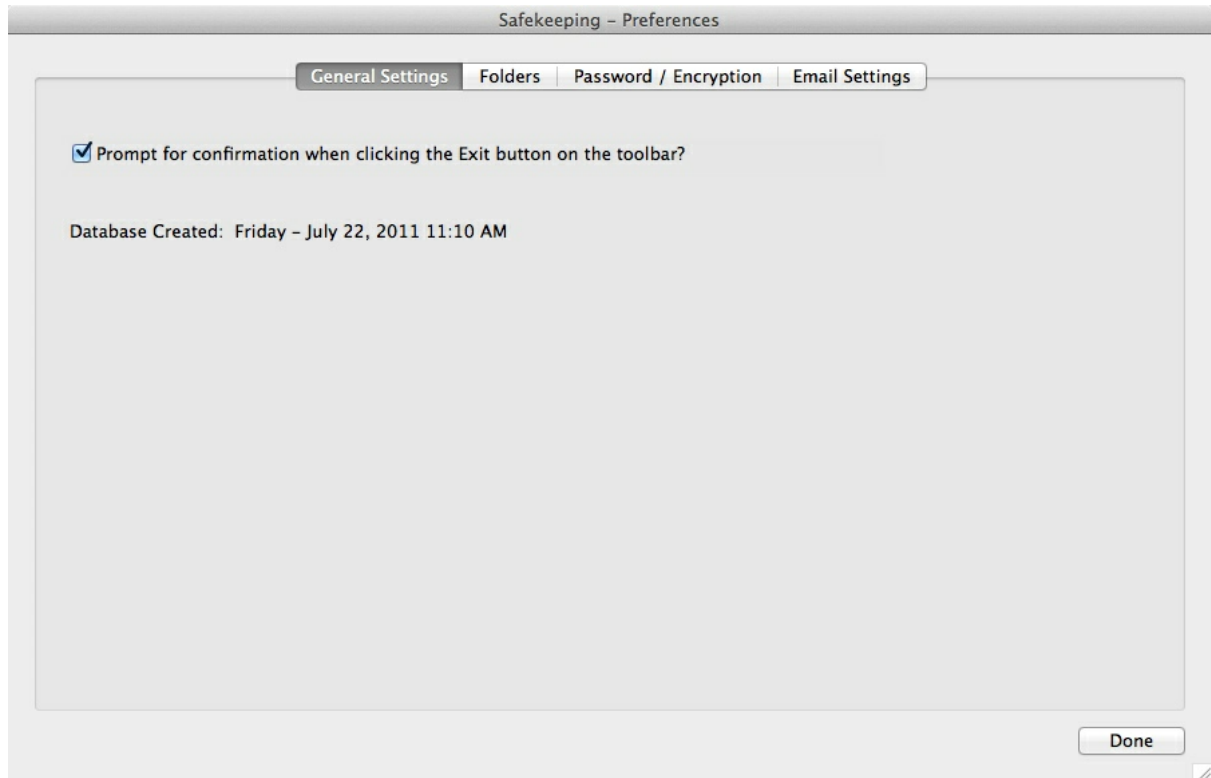 Safekeeping – Preferences
General Settings Folders Password / Encryption Email Settings
Prompt for confirmation when clicking the Exit button on the toolbar?
Database Created: Friday – July 22, 2011 11:10 AM
Done